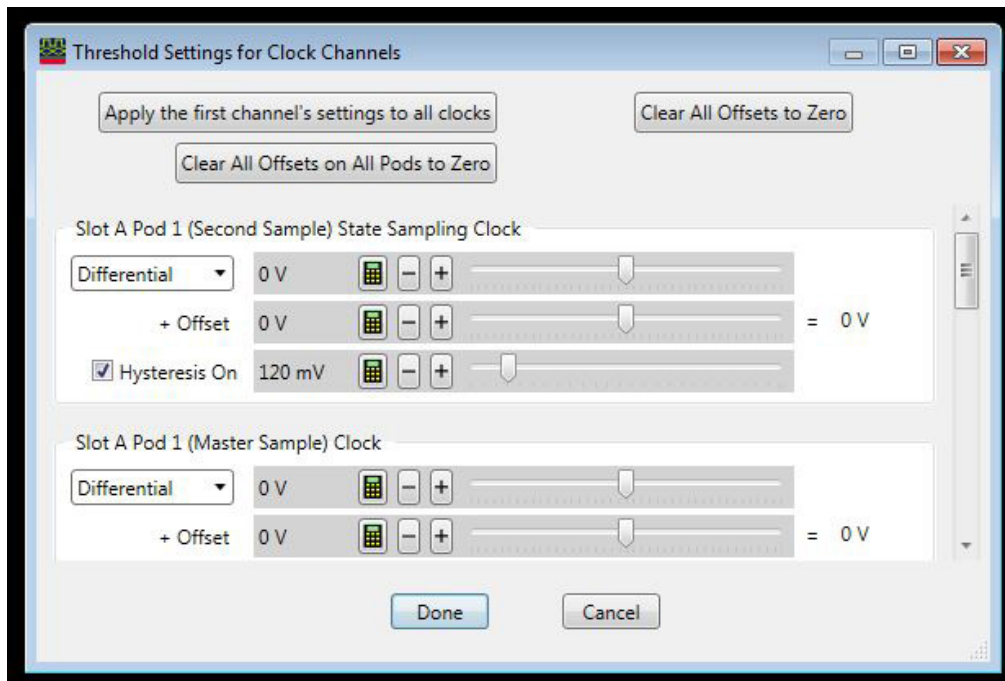 Threshold Settings for Clock Channels
Apply the first channel's settings to all clocks
Clear All Offsets to Zero
Clear All Offsets on All Pods to Zero
Slot A Pod 1 (Second Sample) State Sampling Clock
Differential 0 V − +
+ Offset 0 V − + = 0 V
Hysteresis On 120 mV − +
Slot A Pod 1 (Master Sample) Clock
Differential 0 V − +
+ Offset 0 V − + = 0 V
Done Cancel